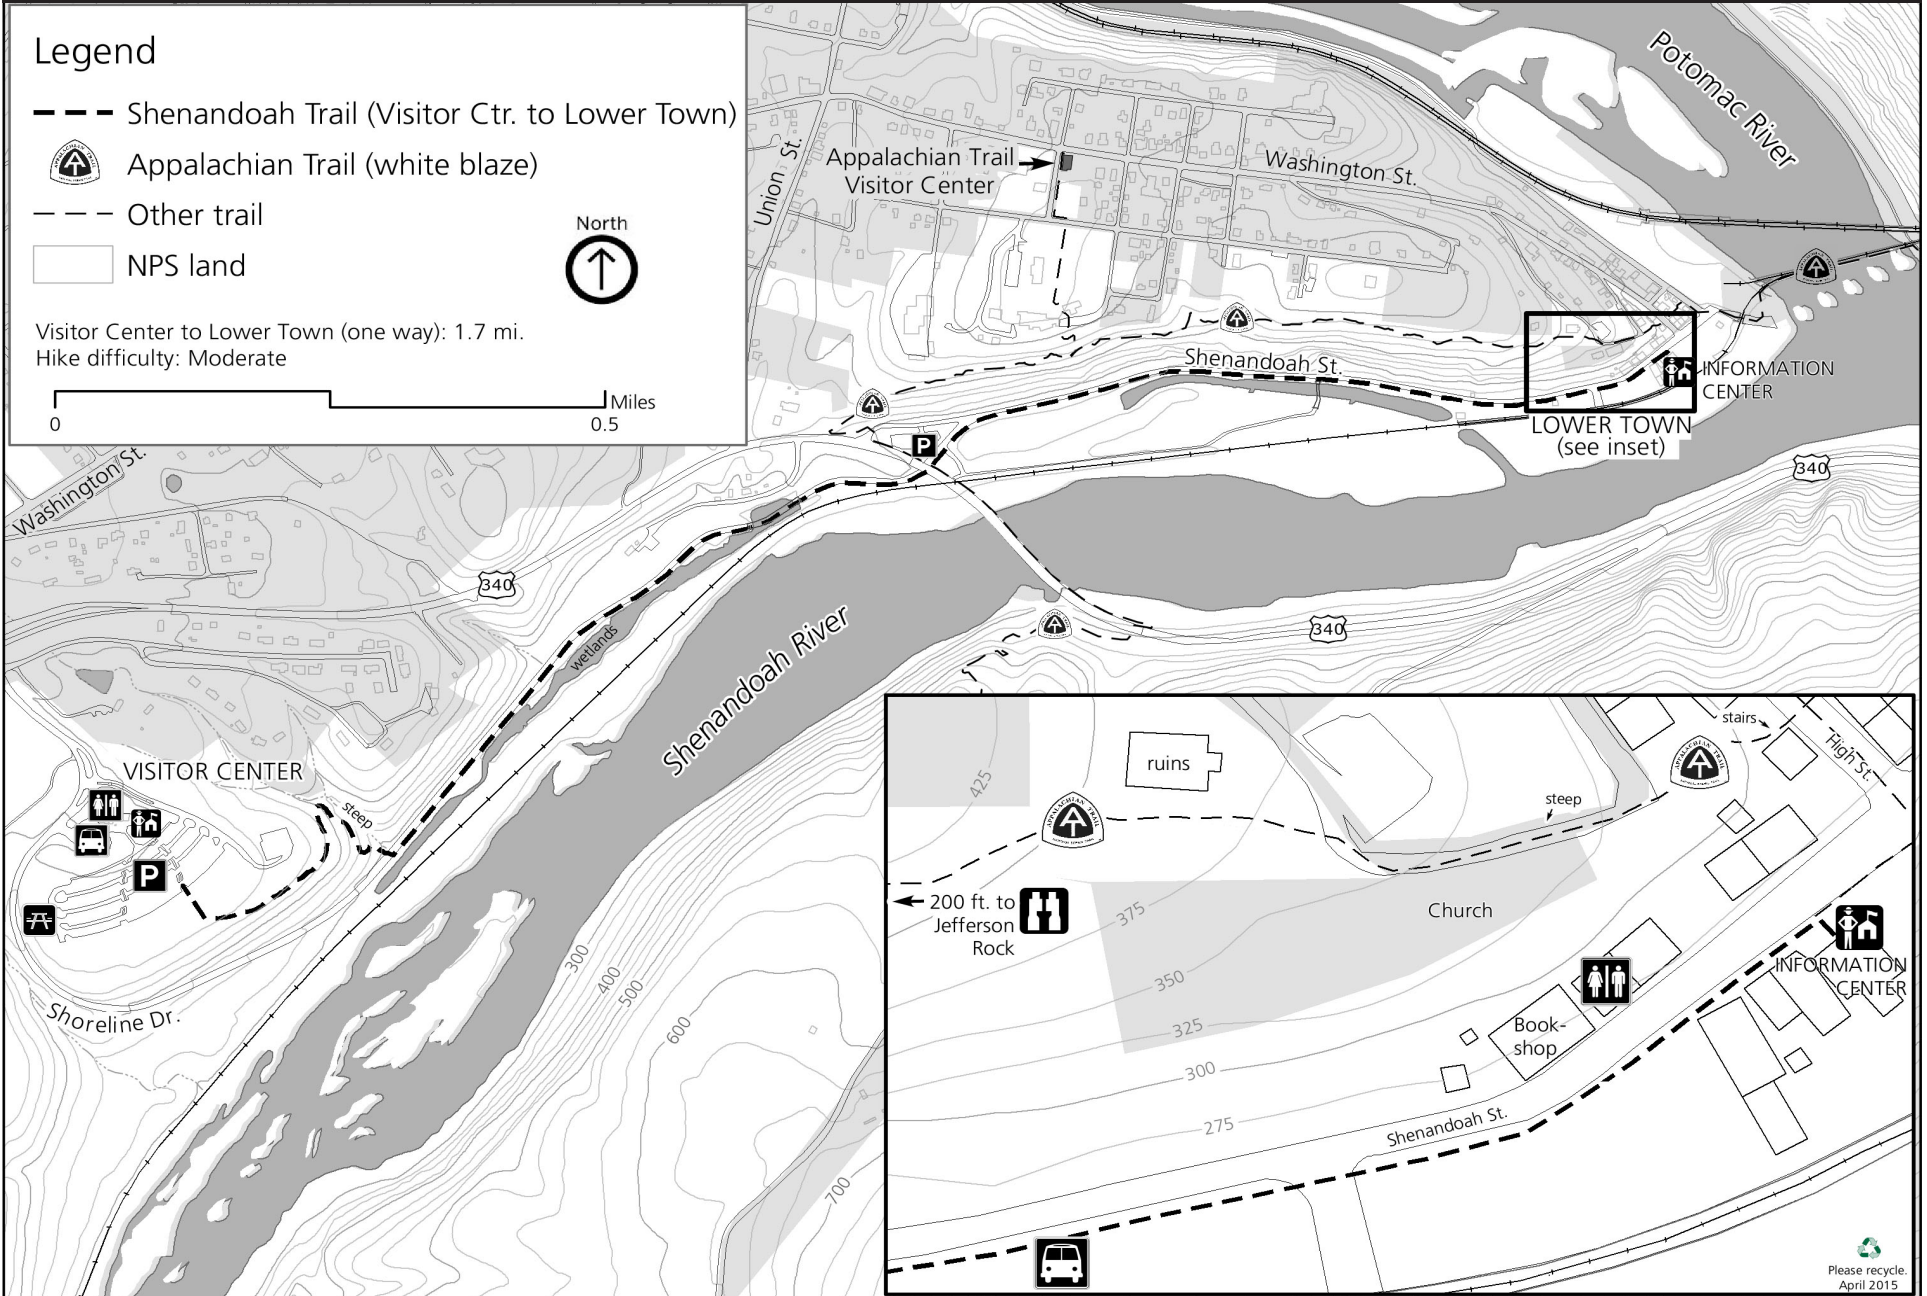 Legend
Shenandoah Trail (Visitor Ctr. to Lower Town)
Appalachian Trail (white blaze)
Other trail
NPS land
North
Visitor Center to Lower Town (one way): 1.7 mi.
Hike difficulty: Moderate
0
0.5
Miles
Potomac River
Union St.
Appalachian Trail
Visitor Center
Washington St.
Shenandoah St.
INFORMATION
CENTER
LOWER TOWN
(see inset)
P
340
Washington St.
340
340
wetlands
Shenandoah River
VISITOR CENTER
steep
P
Shoreline Dr.
300
400
500
600
700
425
ruins
stairs
High St.
steep
200 ft. to
Jefferson
Rock
375
Church
350
325
300
275
INFORMATION
CENTER
Book-
shop
Shenandoah St.
Please recycle.
April 2015